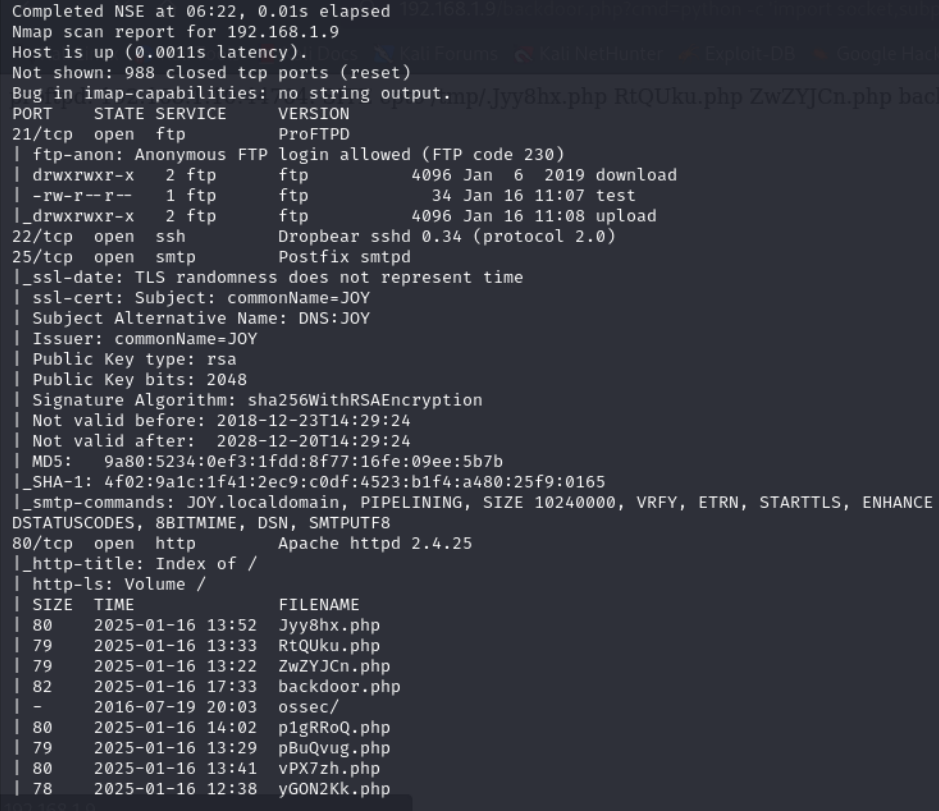 Completed NSE at 06:22, 0.01s elapsed
Nmap scan report for 192.168.1.9
Host is up (0.0011s latency).
Not shown: 988 closed tcp ports (reset)
Bug in imap-capabilities: no string output.
PORT     STATE SERVICE     VERSION
21/tcp  open  ftp         ProFTPD
| ftp-anon: Anonymous FTP login allowed (FTP code 230)
| drwxrwxr-x   2 ftp      ftp          4096 Jan  6  2019 download
| -rw-r--r--   1 ftp      ftp            34 Jan 16 11:07 test
|_drwxrwxr-x   2 ftp      ftp          4096 Jan 16 11:08 upload
22/tcp  open  ssh         Dropbear sshd 0.34 (protocol 2.0)
25/tcp  open  smtp        Postfix smtpd
|_ssl-date: TLS randomness does not represent time
| ssl-cert: Subject: commonName=JOY
| Subject Alternative Name: DNS:JOY
| Issuer: commonName=JOY
| Public Key type: rsa
| Public Key bits: 2048
| Signature Algorithm: sha256WithRSAEncryption
| Not valid before: 2018-12-23T14:29:24
| Not valid after:  2028-12-20T14:29:24
| MD5:   9a80:5234:0ef3:1fdd:8f77:16fe:09ee:5b7b
|_SHA-1: 4f02:9a1c:1f41:2ec9:c0df:4523:b1f4:a480:25f9:0165
|_smtp-commands: JOY.localdomain, PIPELINING, SIZE 10240000, VRFY, ETRN, STARTTLS, ENHANCE
DSTATUSCODES, 8BITMIME, DSN, SMTPUTF8
80/tcp  open  http        Apache httpd 2.4.25
|_http-title: Index of /
| http-ls: Volume /
| SIZE  TIME              FILENAME
| 80    2025-01-16 13:52  Jyy8hx.php
| 79    2025-01-16 13:33  RtQUku.php
| 79    2025-01-16 13:22  ZwZYJCn.php
| 82    2025-01-16 17:33  backdoor.php
| -     2016-07-19 20:03  ossec/
| 80    2025-01-16 14:02  p1gRRoQ.php
| 79    2025-01-16 13:29  pBuQvug.php
| 80    2025-01-16 13:41  vPX7zh.php
| 78    2025-01-16 12:38  yGON2Kk.php